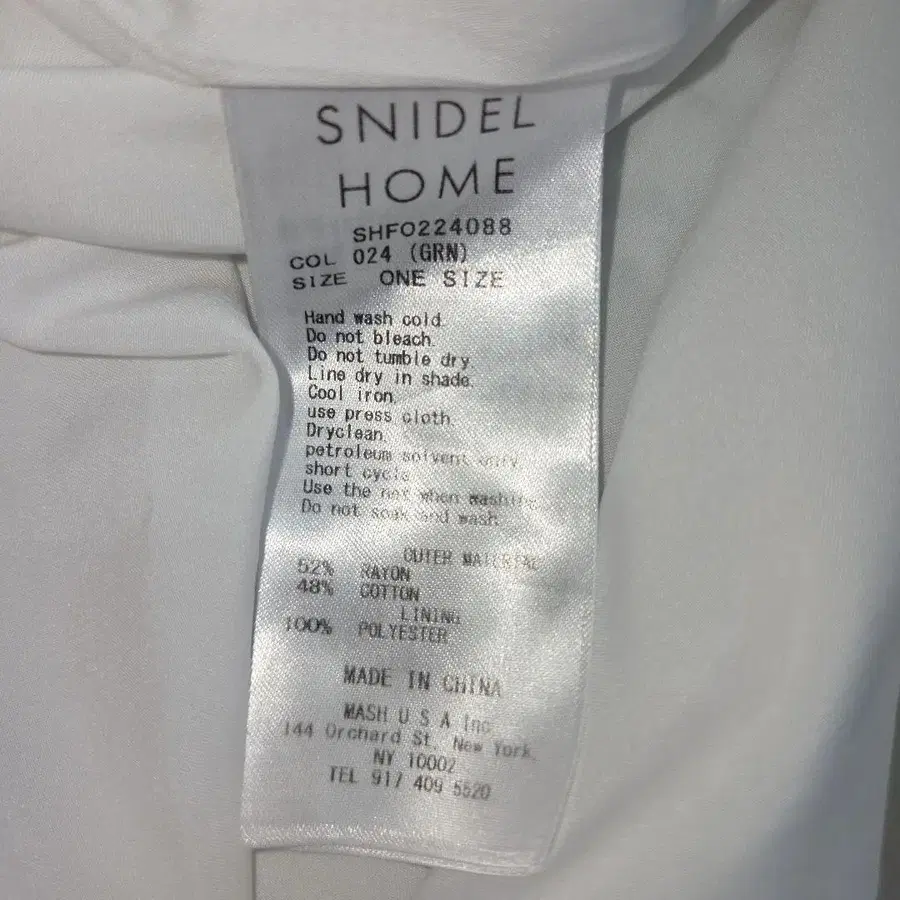 SNIDEL
HOME
SHFO224088
COL 024 (GRN)
SIZE ONE SIZE
Hand wash cold.
Do not bleach.
Do not tumble dry
Line dry in shade.
Cool iron.
use press cloth.
Dryclean.
petroleum solvent only.
short cycle
Use the net when washing.
Do not soak and wash.
OUTER MATERIAL
52% RAYON
48% COTTON
LINING
100% POLYESTER
MADE IN CHINA
MASH U S A Inc
144 Orchard St. New York,
NY 10002
TEL 917 409 5520